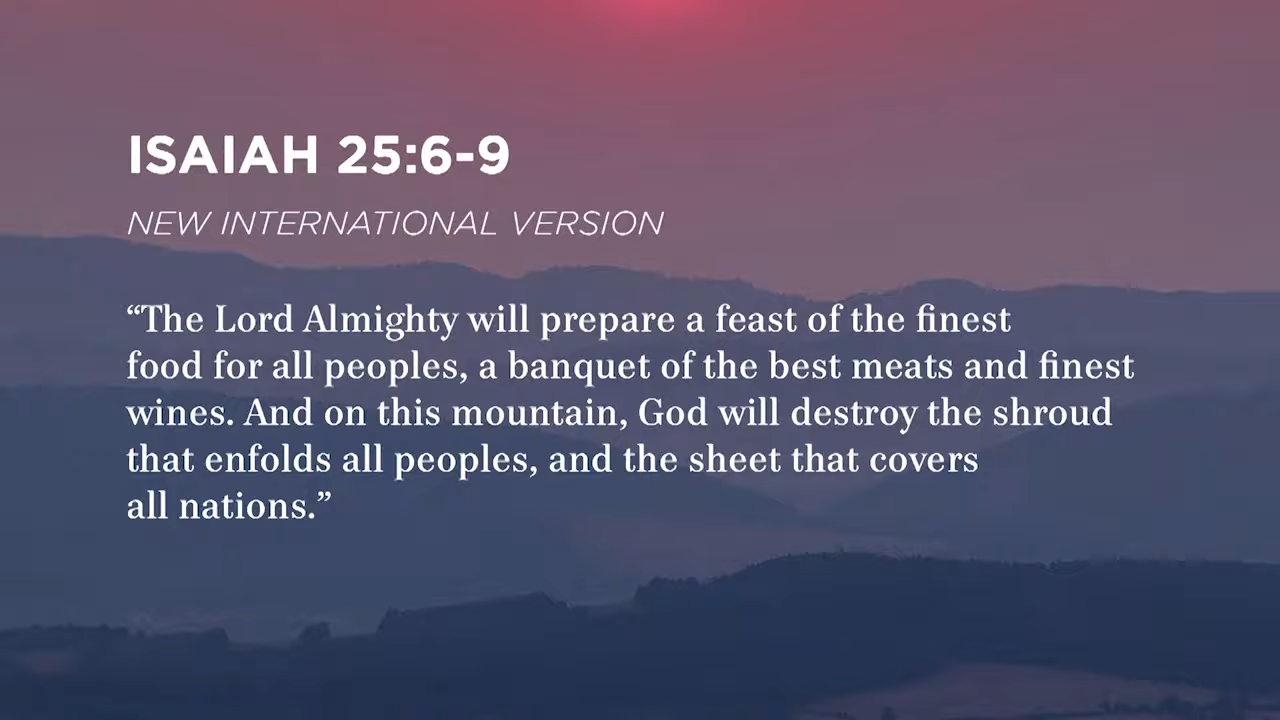 ISAIAH 25:6-9
NEW INTERNATIONAL VERSION
“The Lord Almighty will prepare a feast of the finest
food for all peoples, a banquet of the best meats and finest
wines. And on this mountain, God will destroy the shroud
that enfolds all peoples, and the sheet that covers
all nations.”